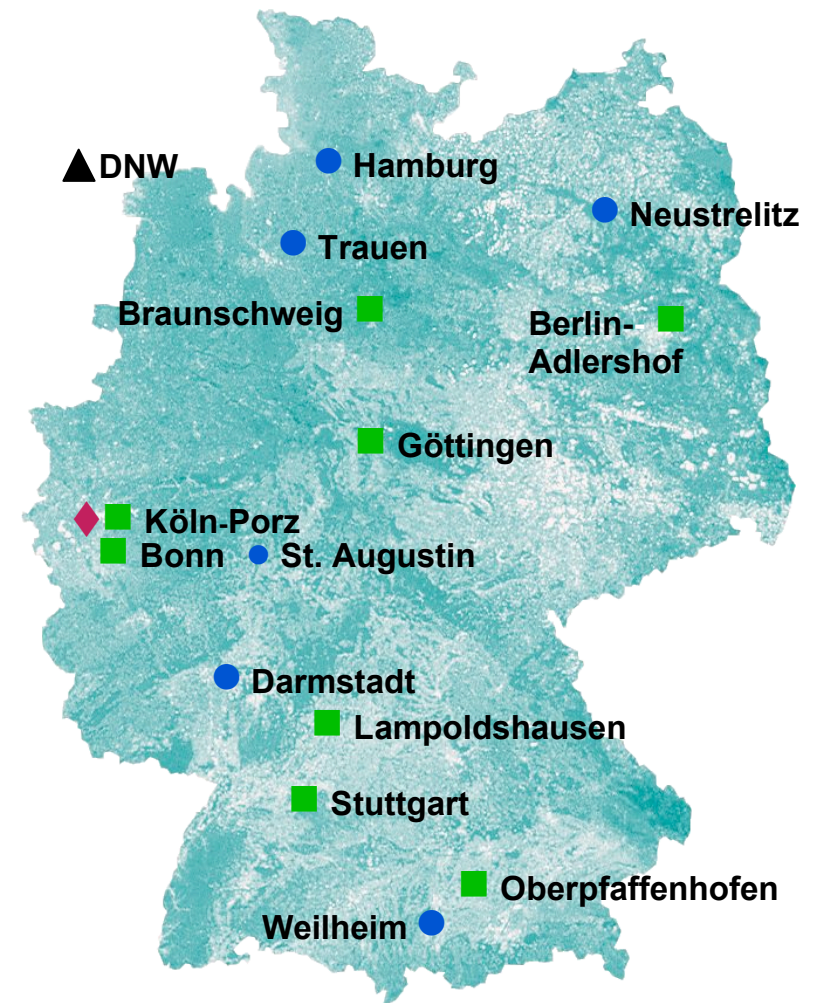 DNW
Hamburg
Neustrelitz
Trauen
Braunschweig
Berlin-
Adlershof
Göttingen
Köln-Porz
Bonn
St. Augustin
Darmstadt
Lampoldshausen
Stuttgart
Oberpfaffenhofen
Weilheim